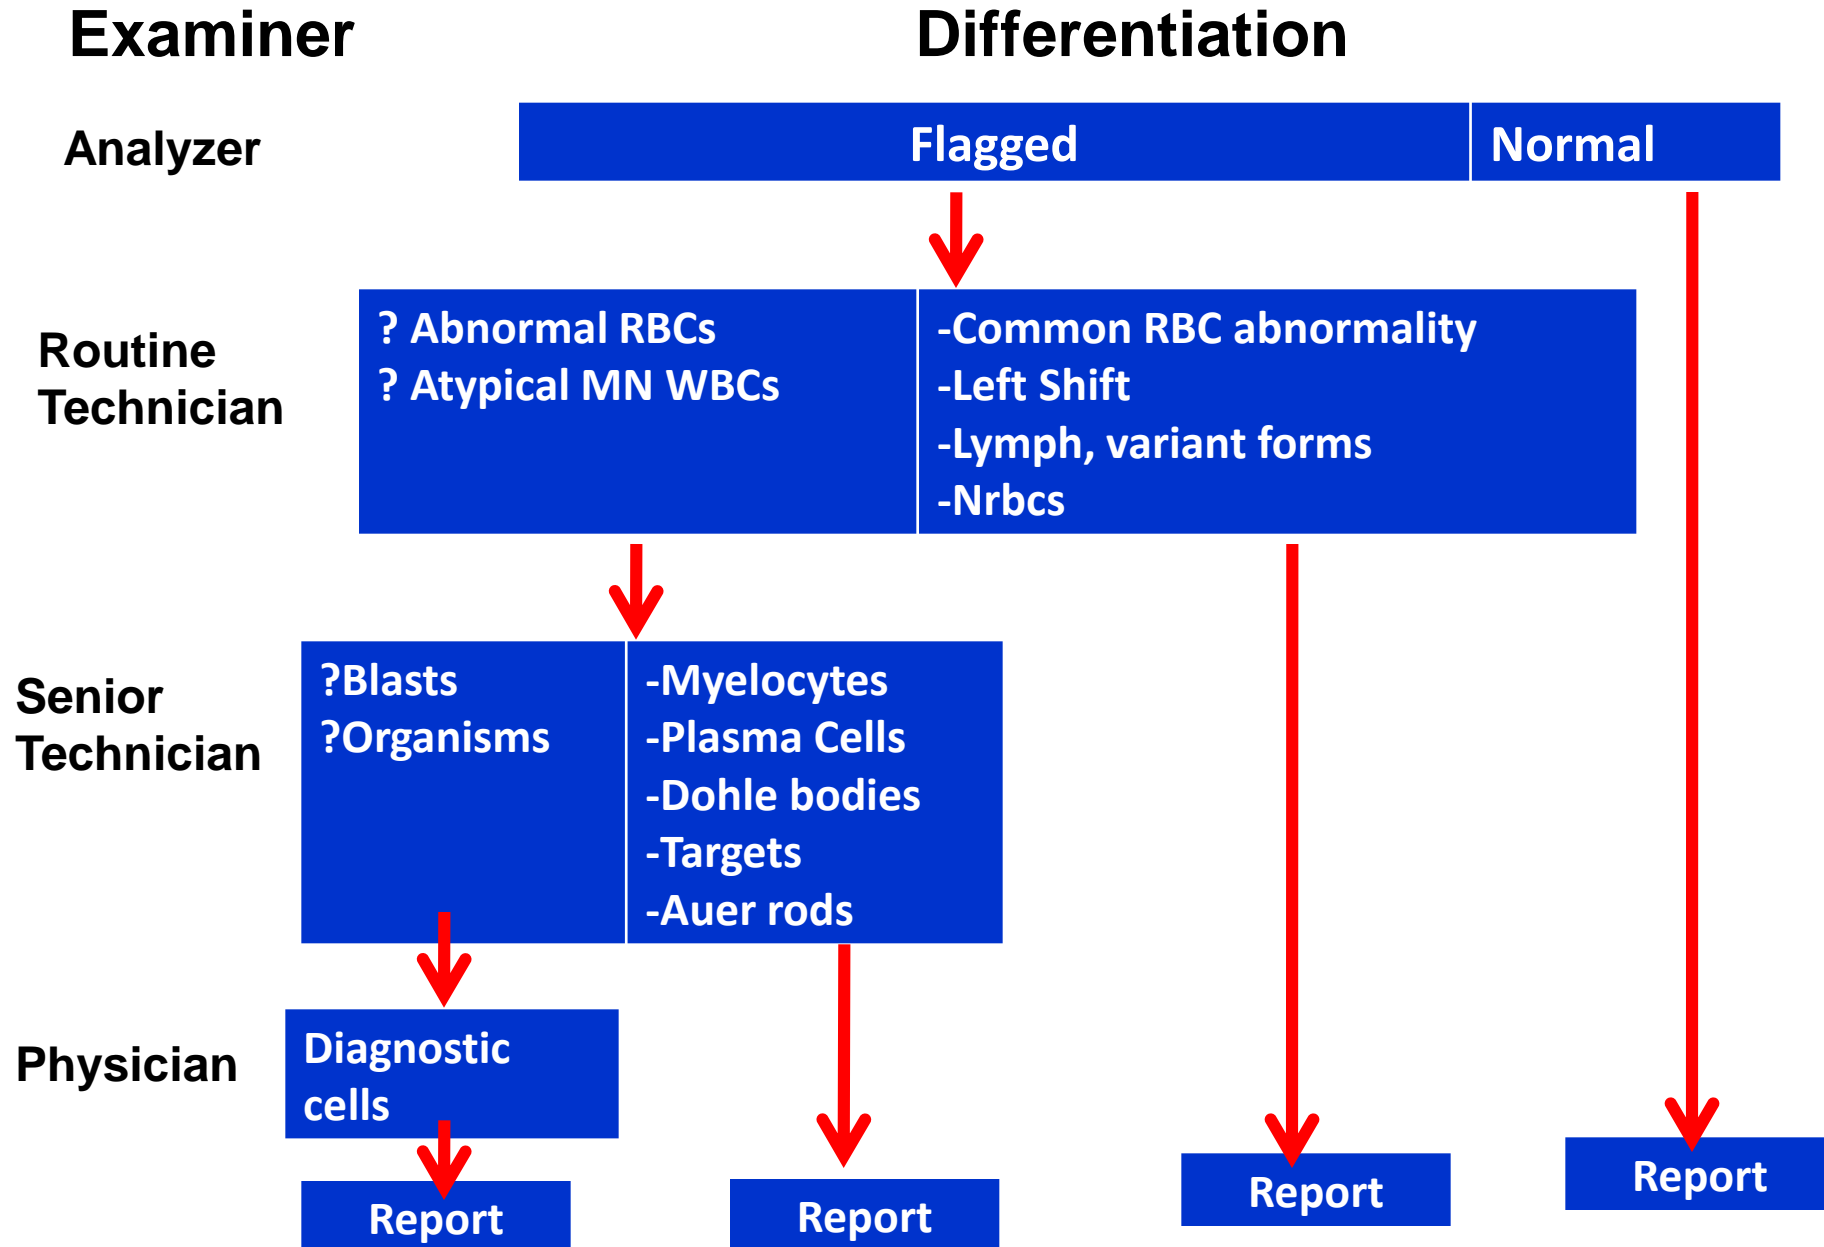 Examiner
Differentiation
Analyzer
Flagged
Normal
Routine
Technician
? Abnormal RBCs
? Atypical MN WBCs
-Common RBC abnormality
-Left Shift
-Lymph, variant forms
-Nrbcs
Senior
Technician
?Blasts
?Organisms
-Myelocytes
-Plasma Cells
-Dohle bodies
-Targets
-Auer rods
Physician
Diagnostic
cells
Report
Report
Report
Report